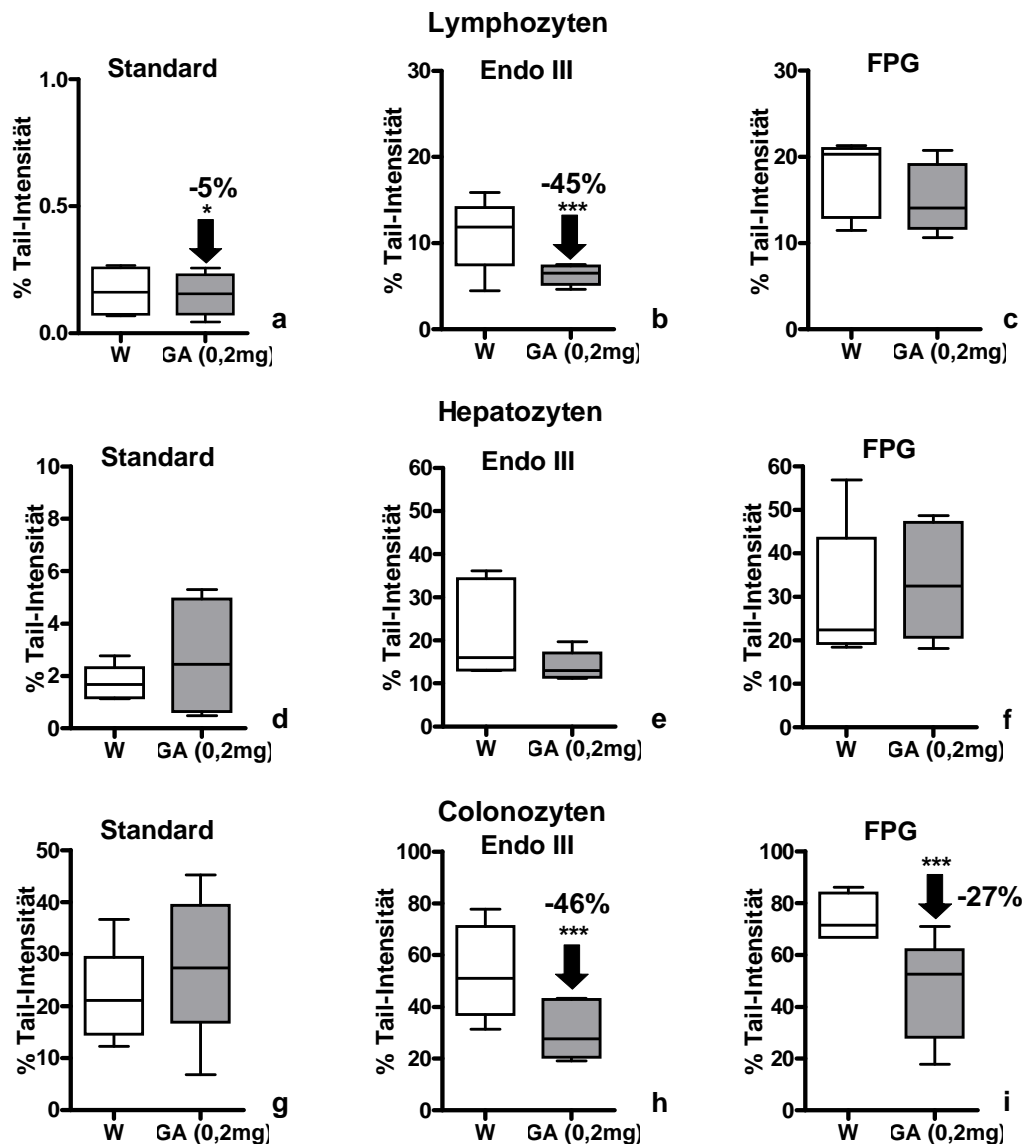 Lymphozyten
Standard
Endo III
FPG
% Tail-Intensität
1.0
0.5
0.0
-5%
*
W
GA (0,2mg)
a
% Tail-Intensität
30
20
10
0
-45%
***
W
GA (0,2mg)
b
% Tail-Intensität
30
20
10
0
W
GA (0,2mg)
c
Hepatozyten
Standard
Endo III
FPG
% Tail-Intensität
10
8
6
4
2
0
W
GA (0,2mg)
d
% Tail-Intensität
60
50
40
30
20
10
0
W
GA (0,2mg)
e
% Tail-Intensität
60
50
40
30
20
10
0
W
GA (0,2mg)
f
Colonozyten
Standard
Endo III
FPG
% Tail-Intensität
50
40
30
20
10
0
W
GA (0,2mg)
g
% Tail-Intensität
100
80
60
40
20
0
-46%
***
W
GA (0,2mg)
h
% Tail-Intensität
100
80
60
40
20
0
***
-27%
W
GA (0,2mg)
i